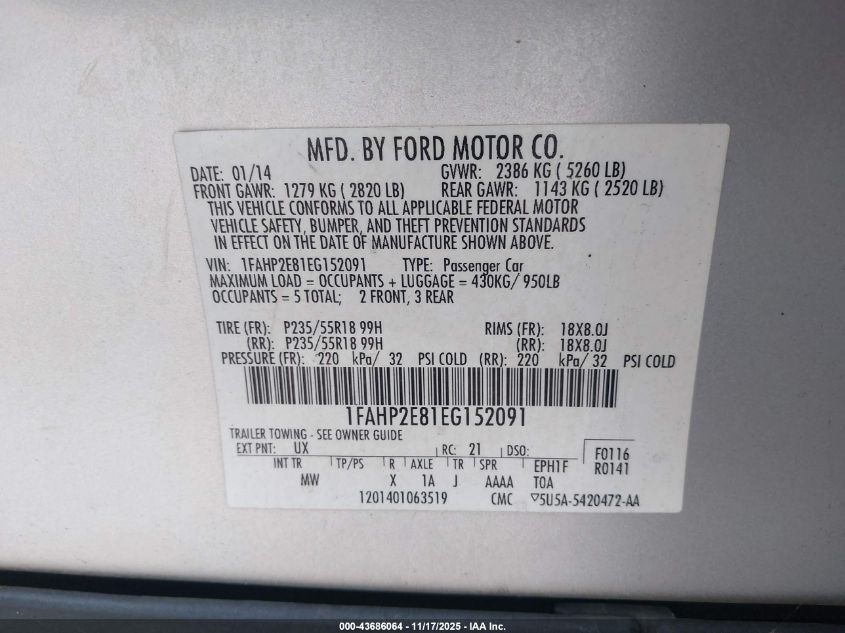 MFD. BY FORD MOTOR CO.
DATE: 01/14 GVWR: 2386 KG ( 5260 LB)
FRONT GAWR: 1279 KG ( 2820 LB) REAR GAWR: 1143 KG ( 2520 LB)
THIS VEHICLE CONFORMS TO ALL APPLICABLE FEDERAL MOTOR
VEHICLE SAFETY, BUMPER, AND THEFT PREVENTION STANDARDS
IN EFFECT ON THE DATE OF MANUFACTURE SHOWN ABOVE.
VIN: 1FAHP2E81EG152091 TYPE: Passenger Car
MAXIMUM LOAD = OCCUPANTS + LUGGAGE = 430KG/ 950LB
OCCUPANTS = 5 TOTAL; 2 FRONT, 3 REAR
TIRE (FR): P235/55R18 99H RIMS (FR): 18X8.0J
(RR): P235/55R18 99H (RR): 18X8.0J
PRESSURE (FR): 220 kPa/ 32 PSI COLD (RR): 220 kPa/ 32 PSI COLD
1FAHP2E81EG152091
TRAILER TOWING - SEE OWNER GUIDE
EXT PNT: UX RC: 21 DSO: F0116
INT TR TP/PS R AXLE TR SPR EPH1F R0141
MW X 1A J AAAA T0A
1201401063519 CMC ▽5U5A-5420472-AA
000-43686064 - 11/17/2025 - IAA Inc.